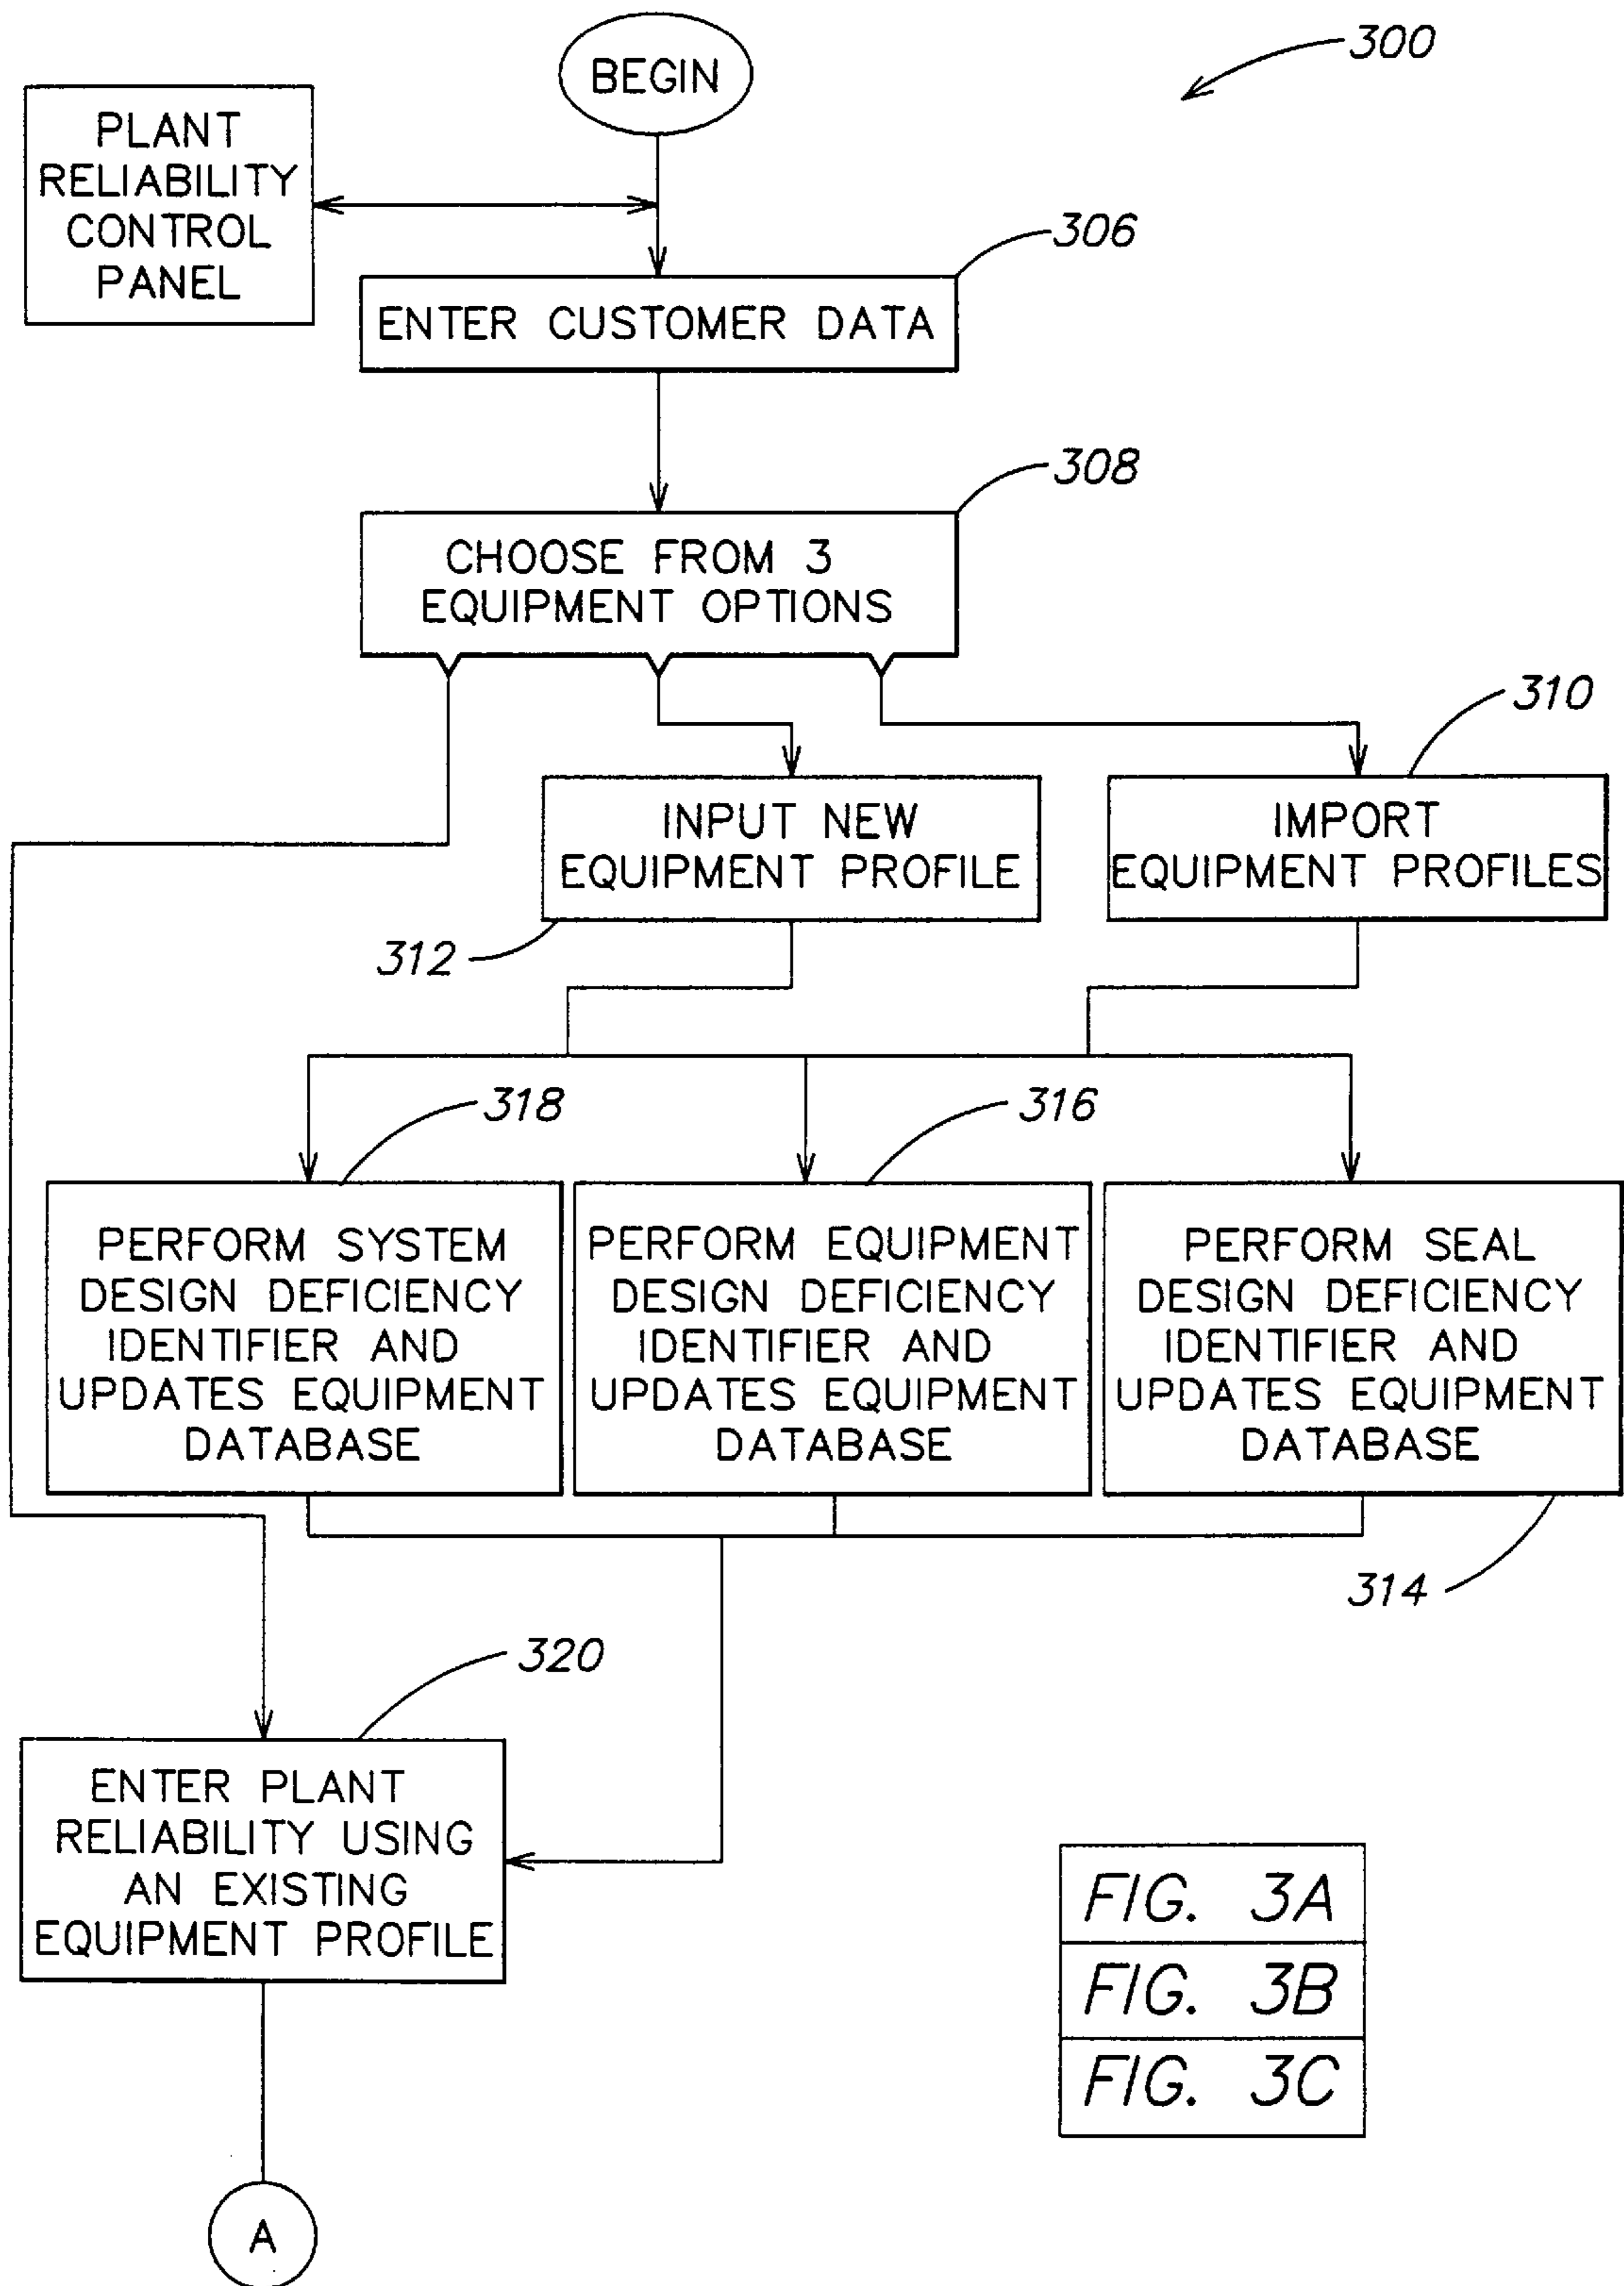 300
BEGIN
PLANT
RELIABILITY
CONTROL
PANEL
306
ENTER CUSTOMER DATA
308
CHOOSE FROM 3
EQUIPMENT OPTIONS
310
INPUT NEW
EQUIPMENT PROFILE
312
IMPORT
EQUIPMENT PROFILES
318
316
PERFORM SYSTEM
DESIGN DEFICIENCY
IDENTIFIER AND
UPDATES EQUIPMENT
DATABASE
PERFORM EQUIPMENT
DESIGN DEFICIENCY
IDENTIFIER AND
UPDATES EQUIPMENT
DATABASE
PERFORM SEAL
DESIGN DEFICIENCY
IDENTIFIER AND
UPDATES EQUIPMENT
DATABASE
314
320
ENTER PLANT
RELIABILITY USING
AN EXISTING
EQUIPMENT PROFILE
FIG. 3A
FIG. 3B
FIG. 3C
A